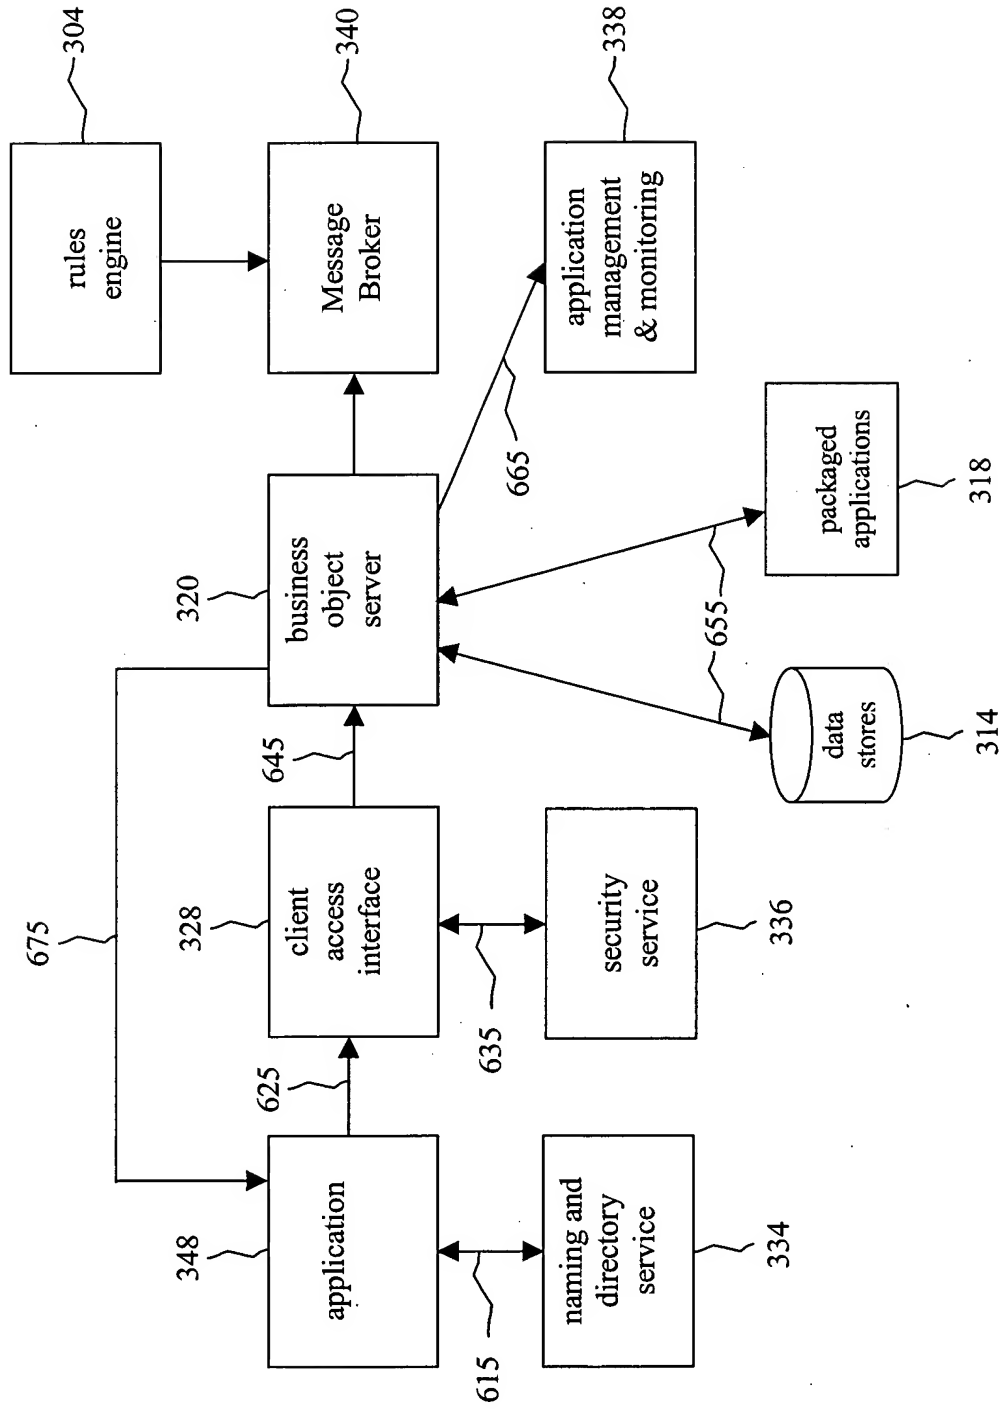 675
348
application
625
328
client
access
interface
645
320
business
object
server
Message
Broker
340
rules
engine
304
615
naming and
directory
service
334
635
security
service
336
655
data
stores
314
packaged
applications
318
665
application
management
& monitoring
338